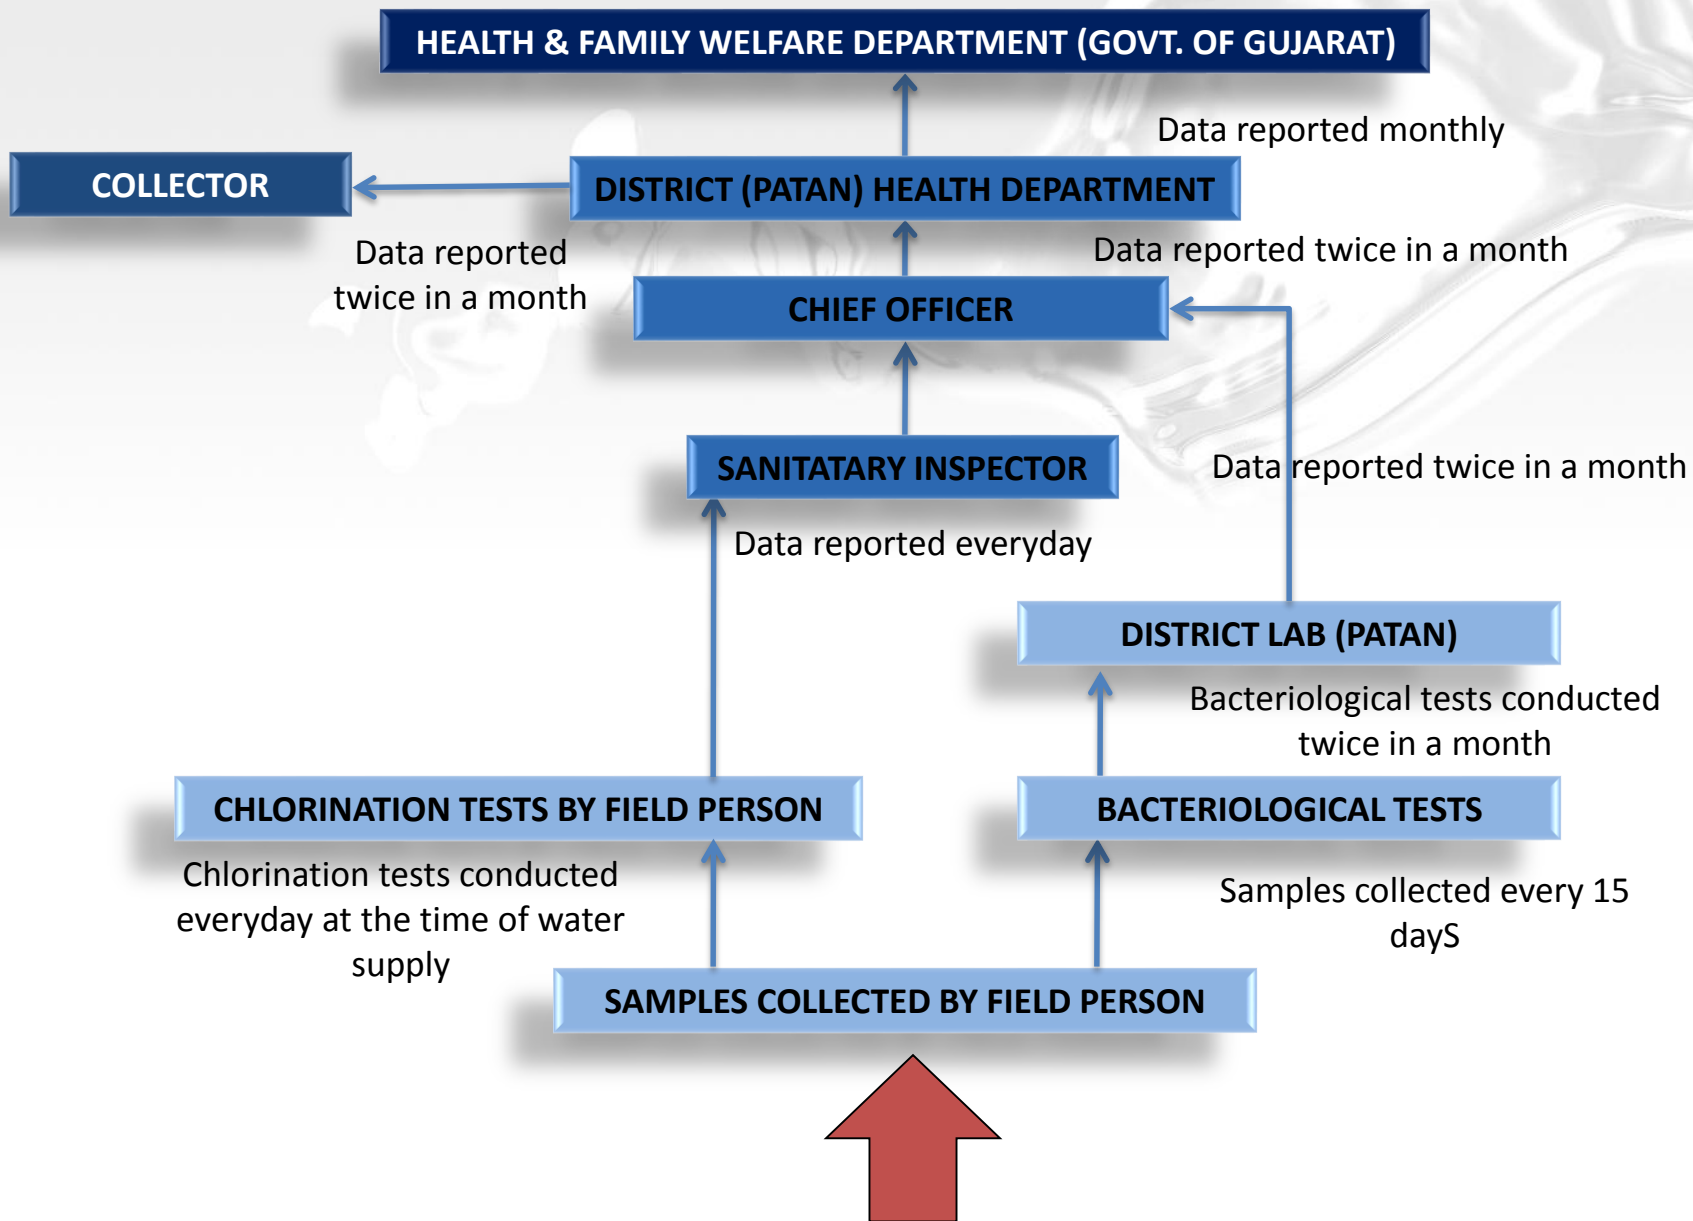 HEALTH & FAMILY WELFARE DEPARTMENT (GOVT. OF GUJARAT)
Data reported monthly
COLLECTOR
DISTRICT (PATAN) HEALTH DEPARTMENT
Data reported
twice in a month
Data reported twice in a month
CHIEF OFFICER
SANITATARY INSPECTOR
Data reported twice in a month
Data reported everyday
DISTRICT LAB (PATAN)
Bacteriological tests conducted
twice in a month
CHLORINATION TESTS BY FIELD PERSON
BACTERIOLOGICAL TESTS
Chlorination tests conducted
everyday at the time of water
supply
Samples collected every 15
dayS
SAMPLES COLLECTED BY FIELD PERSON